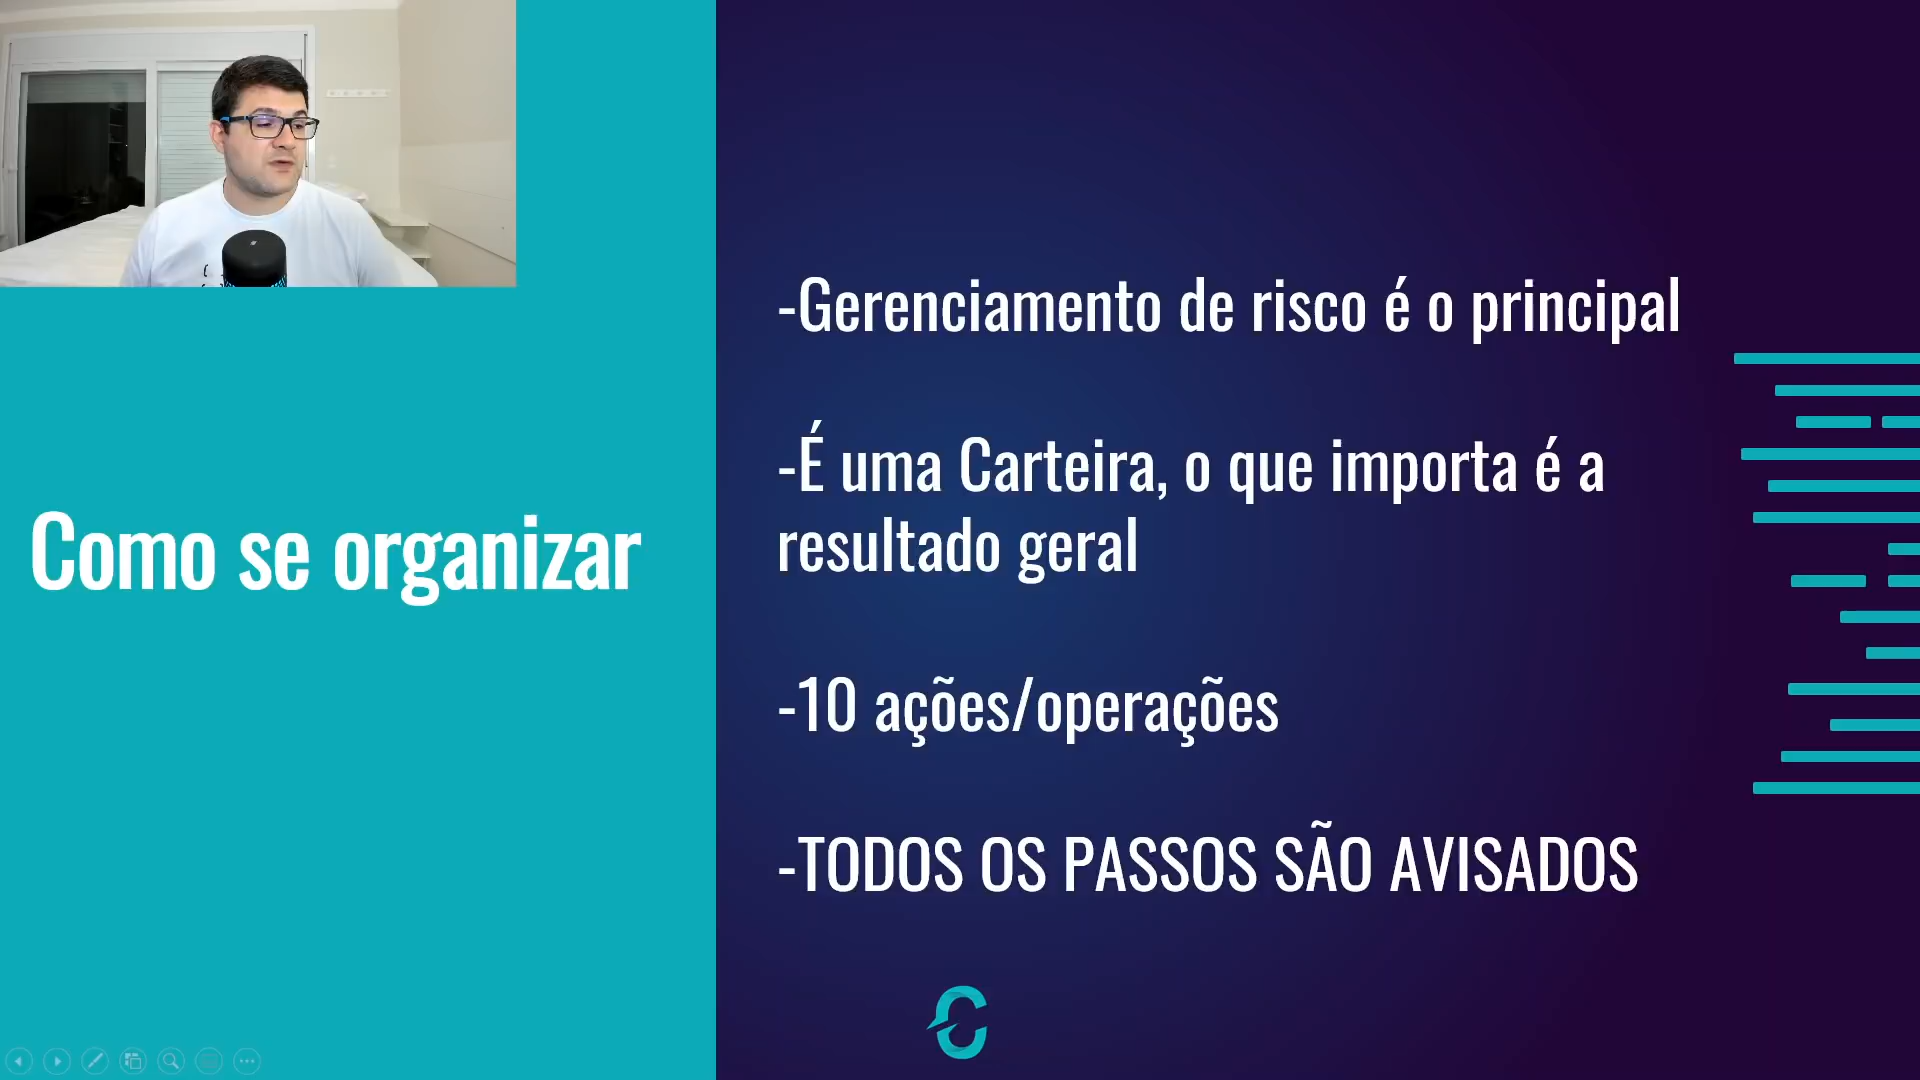 Como se organizar
-Gerenciamento de risco é o principal
-É uma Carteira, o que importa é a
resultado geral
-10 ações/operações
-TODOS OS PASSOS SÃO AVISADOS